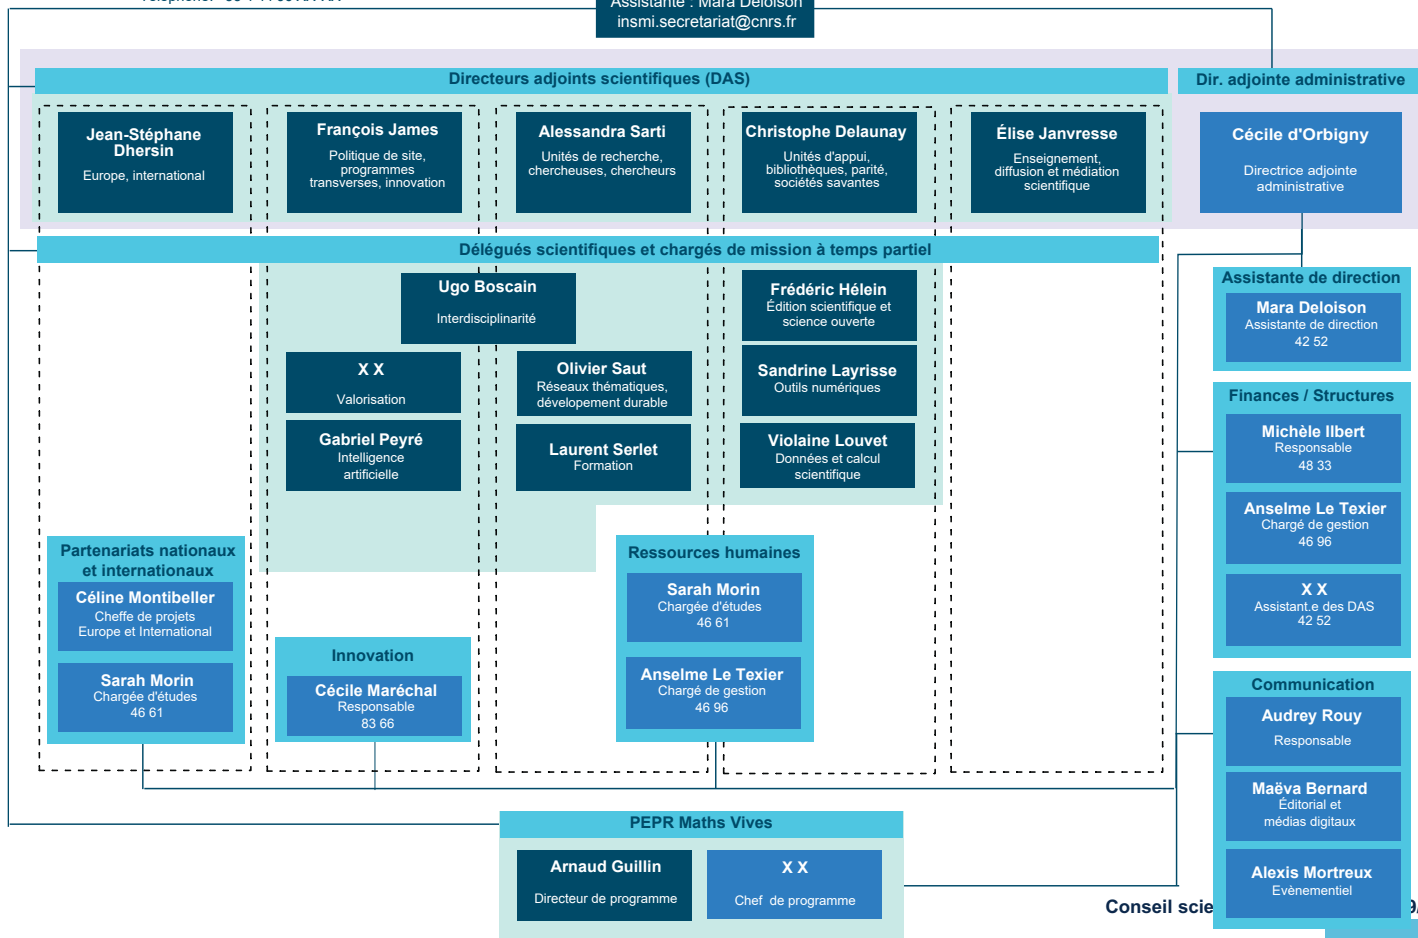 Assistante : Mara Deloison
insmi.secretariat@cnrs.fr
Directeurs adjoints scientifiques (DAS)
Dir. adjointe administrative
Jean-Stéphane
Dhersin
Europe, international
François James
Politique de site,
programmes
transverses, innovation
Alessandra Sarti
Unités de recherche,
chercheuses, chercheurs
Christophe Delaunay
Unités d'appui,
bibliothèques, parité,
sociétés savantes
Élise Janvresse
Enseignement,
diffusion et médiation
scientifique
Cécile d'Orbigny
Directrice adjointe
administrative
Délégués scientifiques et chargés de mission à temps partiel
Ugo Boscain
Interdisciplinarité
X X
Valorisation
Gabriel Peyré
Intelligence
artificielle
Olivier Saut
Réseaux thématiques,
dévelopement durable
Laurent Serlet
Formation
Frédéric Hélein
Édition scientifique et
science ouverte
Sandrine Layrisse
Outils numériques
Violaine Louvet
Données et calcul
scientifique
Assistante de direction
Mara Deloison
Assistante de direction
42 52
Finances / Structures
Michèle Ilbert
Responsable
48 33
Anselme Le Texier
Chargé de gestion
46 96
X X
Assistant.e des DAS
42 52
Partenariats nationaux
et internationaux
Céline Montibeller
Cheffe de projets
Europe et International
Sarah Morin
Chargée d'études
46 61
Innovation
Cécile Maréchal
Responsable
83 66
Ressources humaines
Sarah Morin
Chargée d'études
46 61
Anselme Le Texier
Chargé de gestion
46 96
Communication
Audrey Rouy
Responsable
Maëva Bernard
Éditorial et
médias digitaux
Alexis Mortreux
Evènementiel
PEPR Maths Vives
Arnaud Guillin
Directeur de programme
X X
Chef de programme
Conseil scie